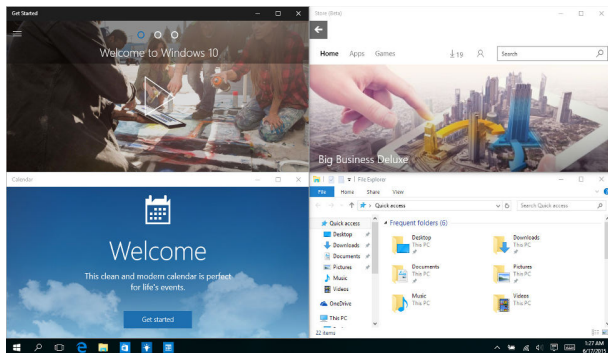 Get Started
Welcome to Windows 10
Store (Beta)
Home Apps Games
19
Search
Big Business Deluxe
Calendar
Welcome
This clean and modern calendar is perfect
for life's events.
Get started
File Explorer
File Home Share View
Quick access
Search Quick access
Quick access
Desktop
Downloads
Documents
Pictures
Music
Videos
OneDrive
This PC
Frequent folders (6)
Desktop
This PC
Downloads
This PC
Documents
This PC
Pictures
This PC
Music
This PC
Videos
This PC
22 items
1:27 AM
6/17/2015